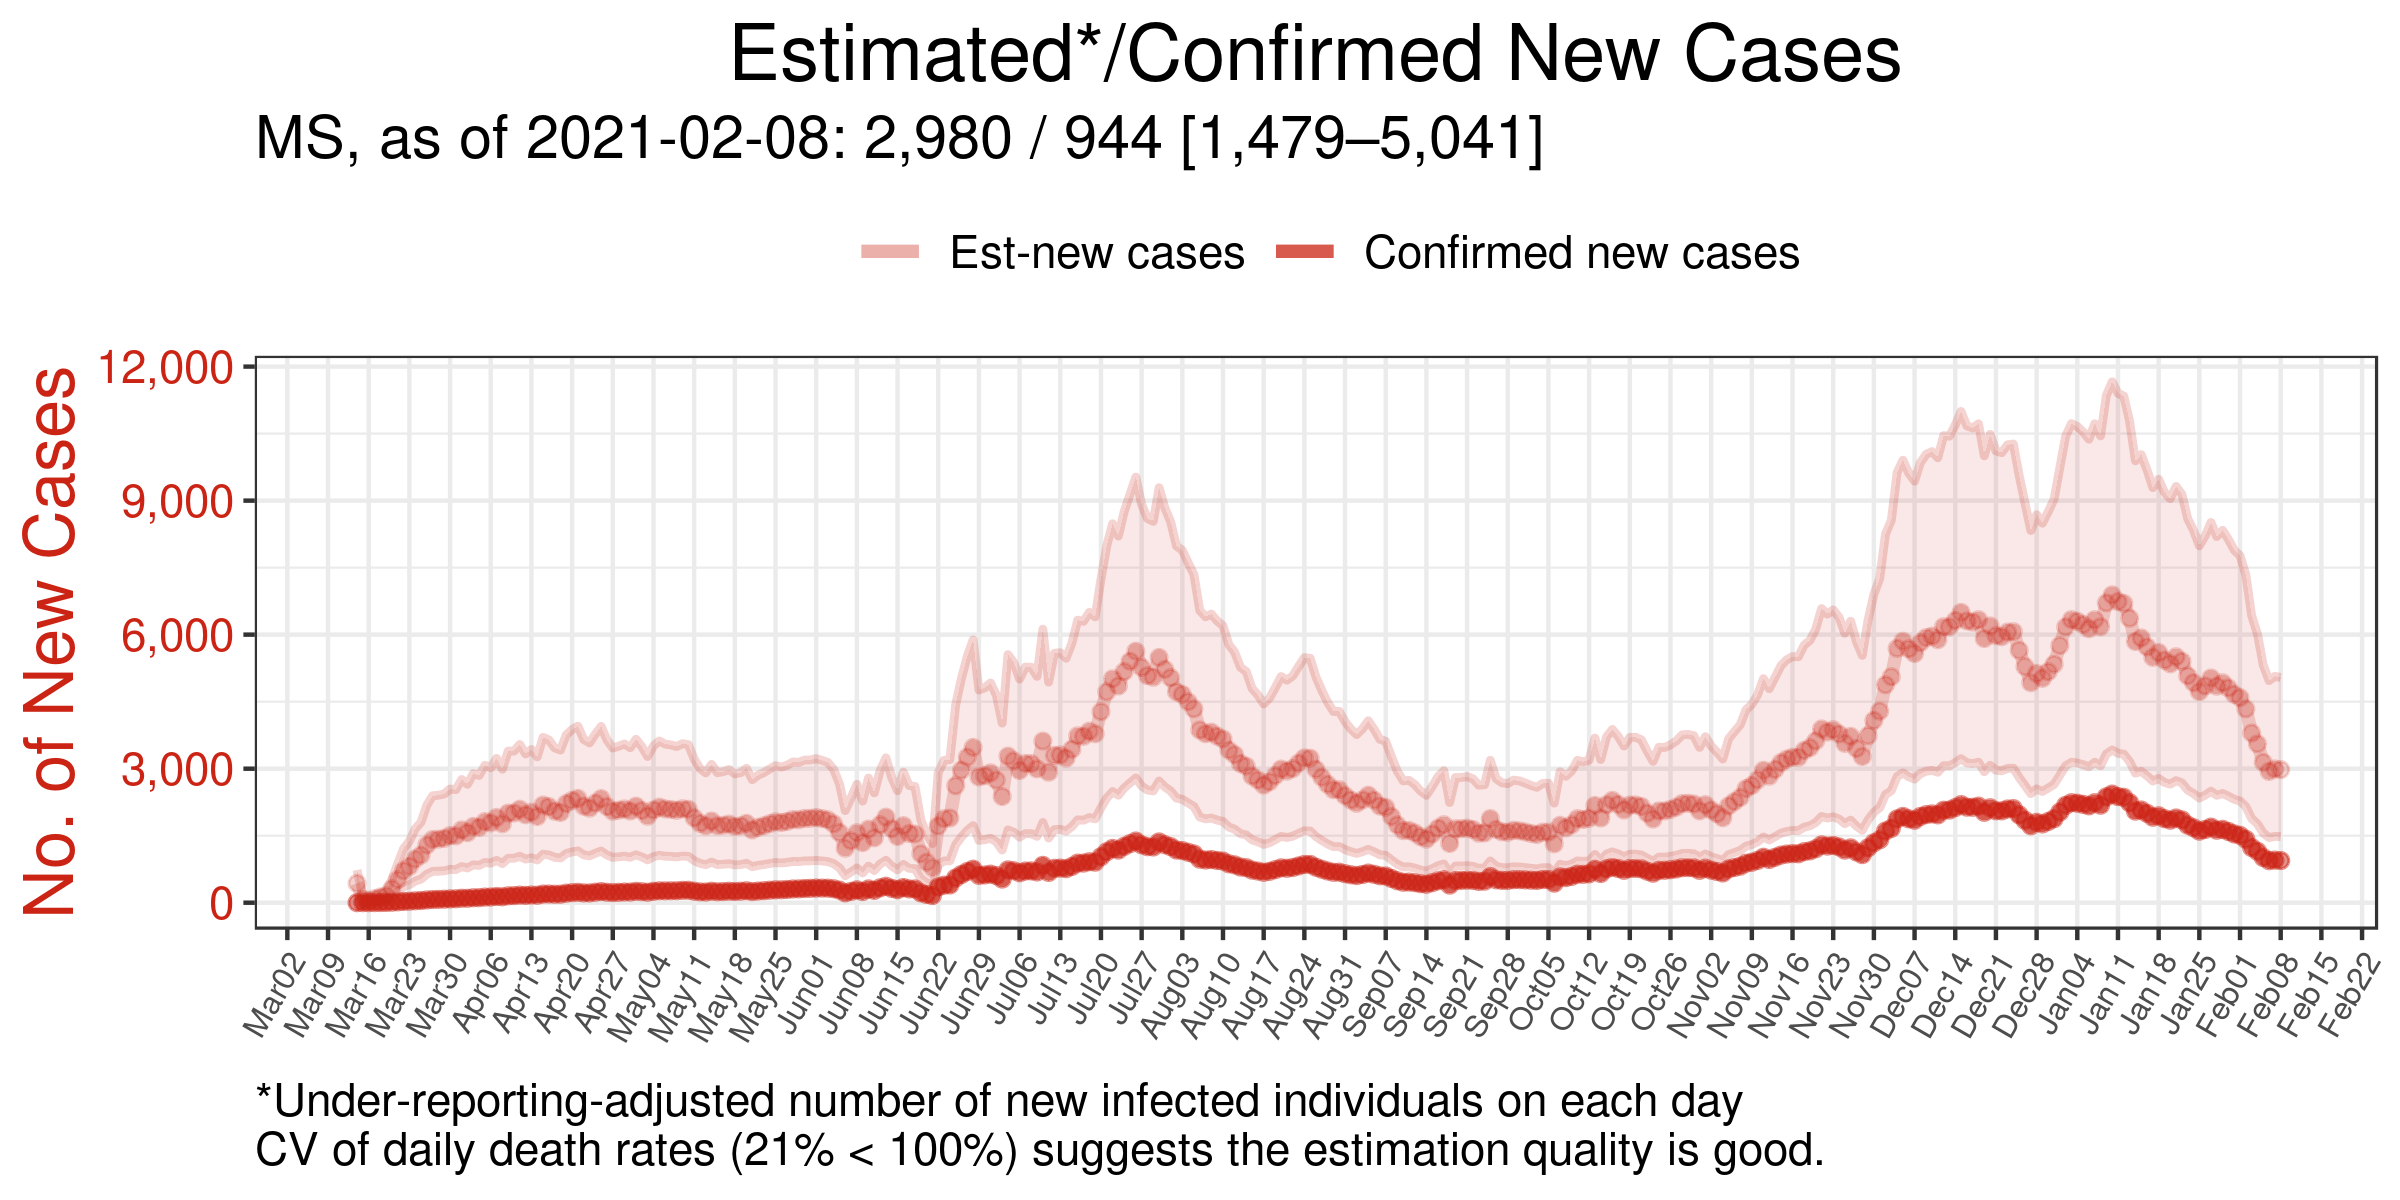 Estimated*/Confirmed New Cases
MS, as of 2021-02-08: 2,980 / 944 [1,479–5,041]
Est-new cases Confirmed new cases
No. of New Cases
12,000
9,000
6,000
3,000
0
Mar02 Mar09 Mar16 Mar23 Mar30 Apr06 Apr13 Apr20 Apr27 May04 May11 May18 May25 Jun01 Jun08 Jun15 Jun22 Jun29 Jul06 Jul13 Jul20 Jul27 Aug03 Aug10 Aug17 Aug24 Aug31 Sep07 Sep14 Sep21 Sep28 Oct05 Oct12 Oct19 Oct26 Nov02 Nov09 Nov16 Nov23 Nov30 Dec07 Dec14 Dec21 Dec28 Jan04 Jan11 Jan18 Jan25 Feb01 Feb08 Feb15 Feb22
*Under-reporting-adjusted number of new infected individuals on each day
CV of daily death rates (21% < 100%) suggests the estimation quality is good.